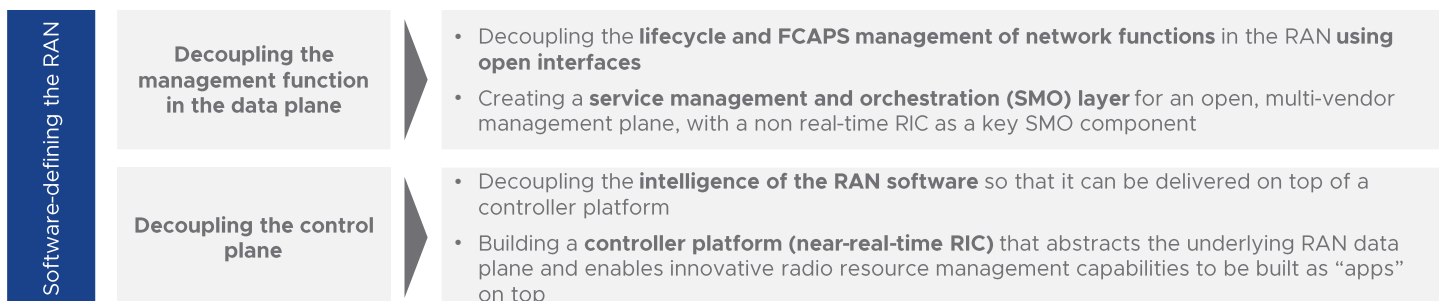 Software-defining the RAN
Decoupling the
management function
in the data plane
• Decoupling the lifecycle and FCAPS management of network functions in the RAN using
open interfaces
• Creating a service management and orchestration (SMO) layer for an open, multi-vendor
management plane, with a non real-time RIC as a key SMO component
Decoupling the control
plane
• Decoupling the intelligence of the RAN software so that it can be delivered on top of a
controller platform
• Building a controller platform (near-real-time RIC) that abstracts the underlying RAN data
plane and enables innovative radio resource management capabilities to be built as “apps”
on top